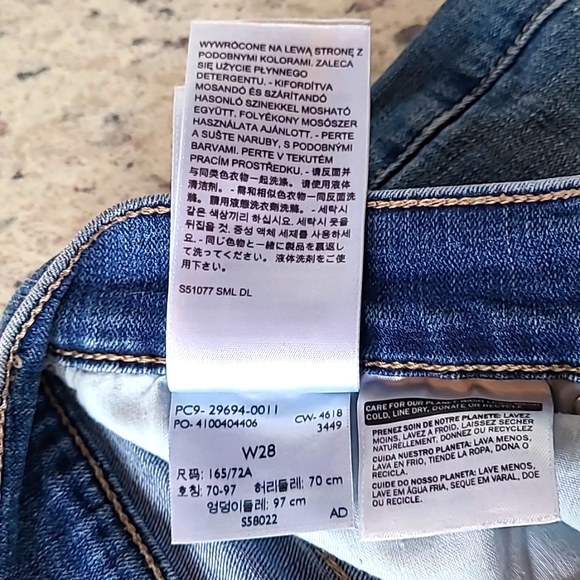 WYWRÓCONE NA LEWĄ STRONĘ Z
PODOBNYMI KOLORAMI. ZALECA
SIĘ UŻYCIE PŁYNNEGO
DETERGENTU. - KIFORDÍTVA
MOSANDÓ ÉS SZÁRÍTANDÓ
HASONLÓ SZINEKKEL MOSHATÓ
EGYÜTT. FOLYÉKONY MOSÓSZER
HASZNÁLATA AJÁNLOTT. - PERTE
A SUŠTE NARUBY, S PODOBNÝMI
BARVAMI. PERTE V TEKUTÉM
PRACÍM PROSTŘEDKU. - 请反面并
与同类色衣物一起洗涤. 请使用液体
清洁剂. - 需和相似色衣物一同反面洗
滌. 請用液體洗衣劑洗滌. - 세탁시
같은 색상끼리 하십시요. 세탁시 옷을
뒤집을 것. 중성 액체 세제를 사용하세
요. - 同じ色物と一緒に製品を裏返し
て洗ってください。液体洗剤をご使
用ください。
S51077 SML DL
PC9- 29694-0011
PO- 4100404406
CW- 4618
3449
W28
尺码: 165/72A
호칭: 70-97 허리둘레: 70 cm
엉덩이둘레: 97 cm
S5B022
AD
CARE FOR OUR PLANET
COLD, LINE DRY, DONATE OR RECYCLE
PRENEZ SOIN DE NOTRE PLANÈTE: LAVEZ
MOINS, LAVEZ À FROID, LAISSEZ SÉCHER
NATURELLEMENT, DONNEZ OU RECYCLEZ
CUIDA NUESTRO PLANETA: LAVA MENOS,
LAVA EN FRÍO, TIENDE LA ROPA, DONA O
RECICLA.
CUIDE DO NOSSO PLANETA: LAVE MENOS,
LAVE EM ÁGUA FRIA, SEQUE EM VARAL, DOE
OU RECICLE.